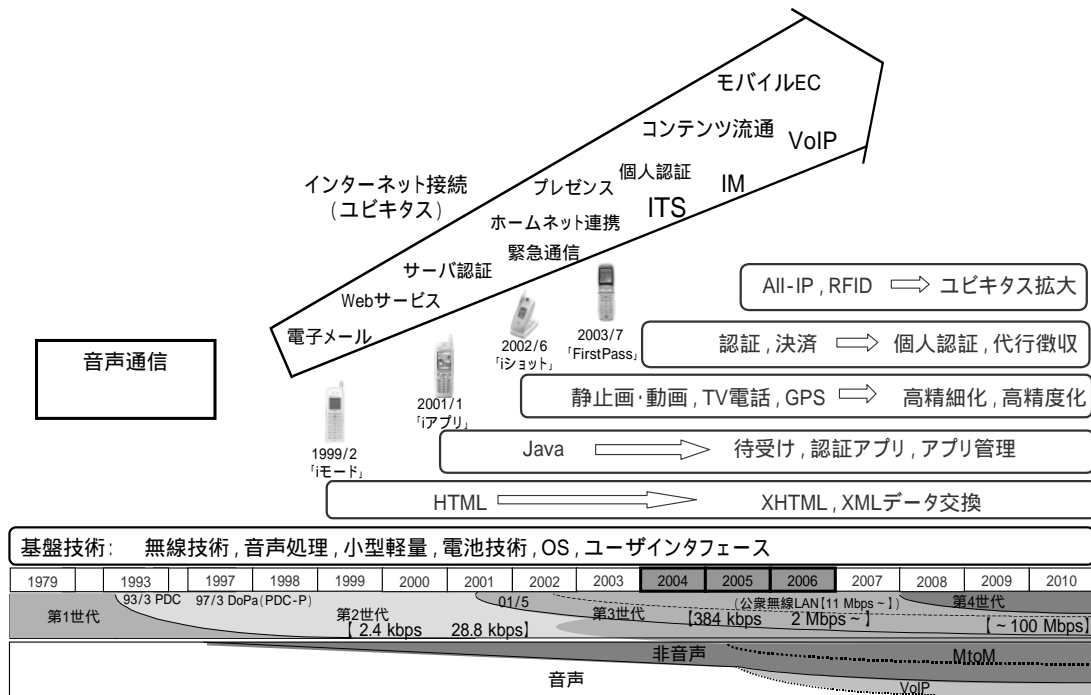 モバイルEC
コンテンツ流通
VoIP
個人認証
インターネット接続
(ユビキタス)
プレゼンス
IM
ITS
ホームネット連携
緊急通信
サーバ認証
Webサービス
電子メール
音声通信
All-IP , RFID ⇨ ユビキタス拡大
2003/7
「FirstPass」
認証 , 決済 ⇨ 個人認証 , 代行徴収
2002/6
「iショット」
静止画・動画 , TV電話 , GPS ⇨ 高精細化 , 高精度化
2001/1
「iアプリ」
Java ⇨ 待受け , 認証アプリ , アプリ管理
1999/2
「iモード」
HTML ⇨ XHTML , XMLデータ交換
基盤技術: 無線技術 , 音声処理 , 小型軽量 , 電池技術 , OS , ユーザインタフェース
1979 1993 1997 1998 1999 2000 2001 2002 2003 2004 2005 2006 2007 2008 2009 2010
93/3 PDC 97/3 DoPa(PDC-P) 01/5 (公衆無線LAN【11 Mbps ~ 】) 第4世代
第1世代 第2世代 第3世代
【 2.4 kbps 28.8 kbps】 【384 kbps 2 Mbps ~ 】 【 ~ 100 Mbps】
非音声 MtoM
音声 VoIP